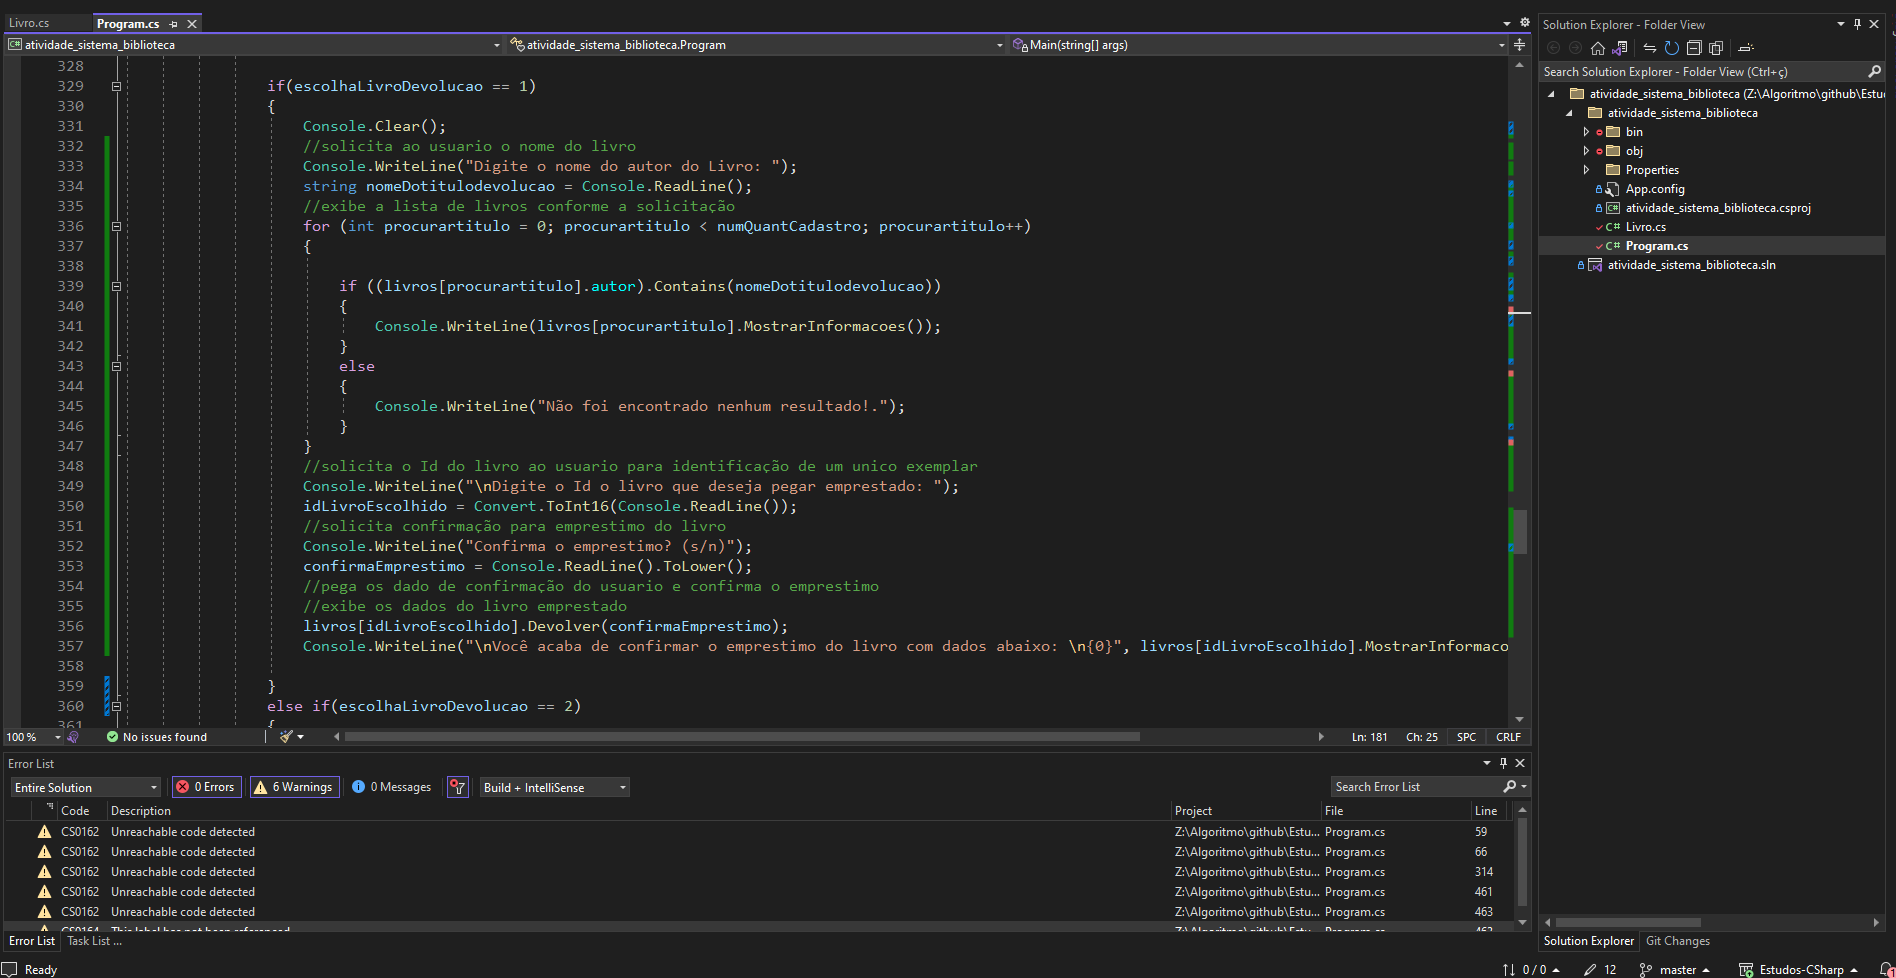 Livro.cs
Program.cs
atividade_sistema_biblioteca
atividade_sistema_biblioteca.Program
Main(string[] args)
328
329 if(escolhaLivroDevolucao == 1)
330 {
331 Console.Clear();
332 //solicita ao usuario o nome do livro
333 Console.WriteLine("Digite o nome do autor do Livro: ");
334 string nomeDotitulodevolucao = Console.ReadLine();
335 //exibe a lista de livros conforme a solicitação
336 for (int procurartitulo = 0; procurartitulo < numQuantCadastro; procurartitulo++)
337 {
338
339 if ((livros[procurartitulo].autor).Contains(nomeDotitulodevolucao))
340 {
341 Console.WriteLine(livros[procurartitulo].MostrarInformacoes());
342 }
343 else
344 {
345 Console.WriteLine("Não foi encontrado nenhum resultado!.");
346 }
347 }
348 //solicita o Id do livro ao usuario para identificação de um unico exemplar
349 Console.WriteLine("\nDigite o Id o livro que deseja pegar emprestado: ");
350 idLivroEscolhido = Convert.ToInt16(Console.ReadLine());
351 //solicita confirmação para emprestimo do livro
352 Console.WriteLine("Confirma o emprestimo? (s/n)");
353 confirmaEmprestimo = Console.ReadLine().ToLower();
354 //pega os dado de confirmação do usuario e confirma o emprestimo
355 //exibe os dados do livro emprestado
356 livros[idLivroEscolhido].Devolver(confirmaEmprestimo);
357 Console.WriteLine("\nVocê acaba de confirmar o emprestimo do livro com dados abaixo: \n{0}", livros[idLivroEscolhido].MostrarInformaco
358
359 }
360 else if(escolhaLivroDevolucao == 2)
361 {
100 %
No issues found
Ln: 181 Ch: 25 SPC CRLF
Error List
Entire Solution
0 Errors
6 Warnings
0 Messages
Build + IntelliSense
Search Error List
Code Description Project File Line
CS0162 Unreachable code detected Z:\Algoritmo\github\Estu... Program.cs 59
CS0162 Unreachable code detected Z:\Algoritmo\github\Estu... Program.cs 66
CS0162 Unreachable code detected Z:\Algoritmo\github\Estu... Program.cs 314
CS0162 Unreachable code detected Z:\Algoritmo\github\Estu... Program.cs 461
CS0162 Unreachable code detected Z:\Algoritmo\github\Estu... Program.cs 463
CS0164 This label has not been referenced Z:\Algoritmo\github\Estu... Program.cs 463
Error List Task List ...
Ready
Solution Explorer - Folder View
Search Solution Explorer - Folder View (Ctrl+ç)
atividade_sistema_biblioteca (Z:\Algoritmo\github\Estu
atividade_sistema_biblioteca
bin
obj
Properties
App.config
atividade_sistema_biblioteca.csproj
C# Livro.cs
C# Program.cs
atividade_sistema_biblioteca.sln
Solution Explorer Git Changes
0 / 0 12 master Estudos-CSharp